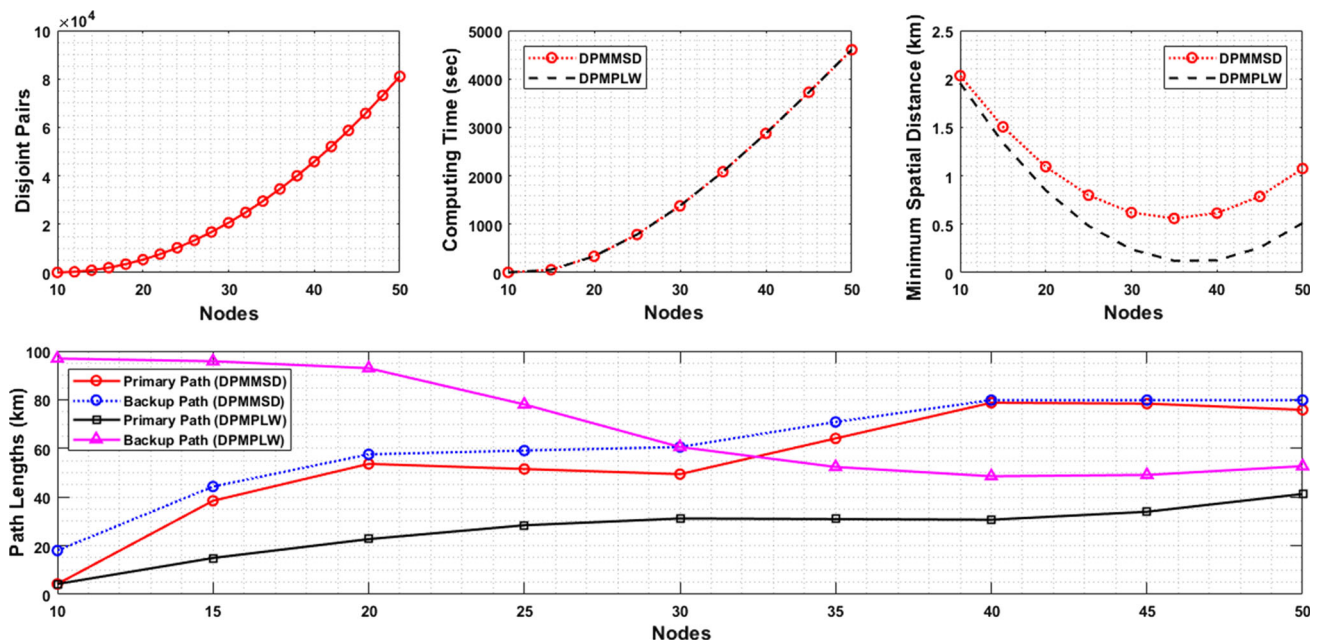 ×10⁴
10
8
6
4
2
0
10 20 30 40 50
Disjoint Pairs
Nodes
5000
4000
3000
2000
1000
0
10 20 30 40 50
Computing Time (sec)
Nodes
DPMMSD
DPMPLW
2.5
2
1.5
1
0.5
0
10 20 30 40 50
Minimum Spatial Distance (km)
Nodes
DPMMSD
DPMPLW
100
80
60
40
20
0
10 15 20 25 30 35 40 45 50
Path Lengths (km)
Nodes
Primary Path (DPMMSD)
Backup Path (DPMMSD)
Primary Path (DPMPLW)
Backup Path (DPMPLW)